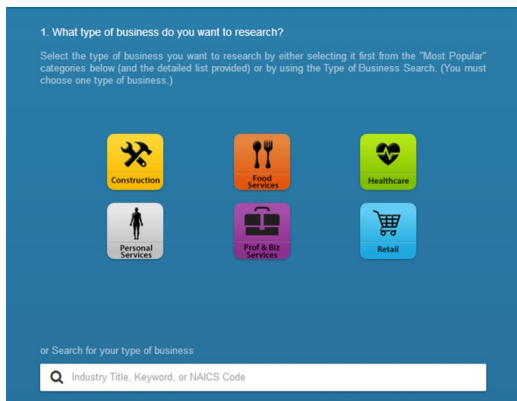 1. What type of business do you want to research?
Select the type of business you want to research by either selecting it first from the "Most Popular"
categories below (and the detailed list provided) or by using the Type of Business Search. (You must
choose one type of business.)
Construction
Food
Services
Healthcare
Personal
Services
Prof & Biz
Services
Retail
or Search for your type of business
Industry Title, Keyword, or NAICS Code